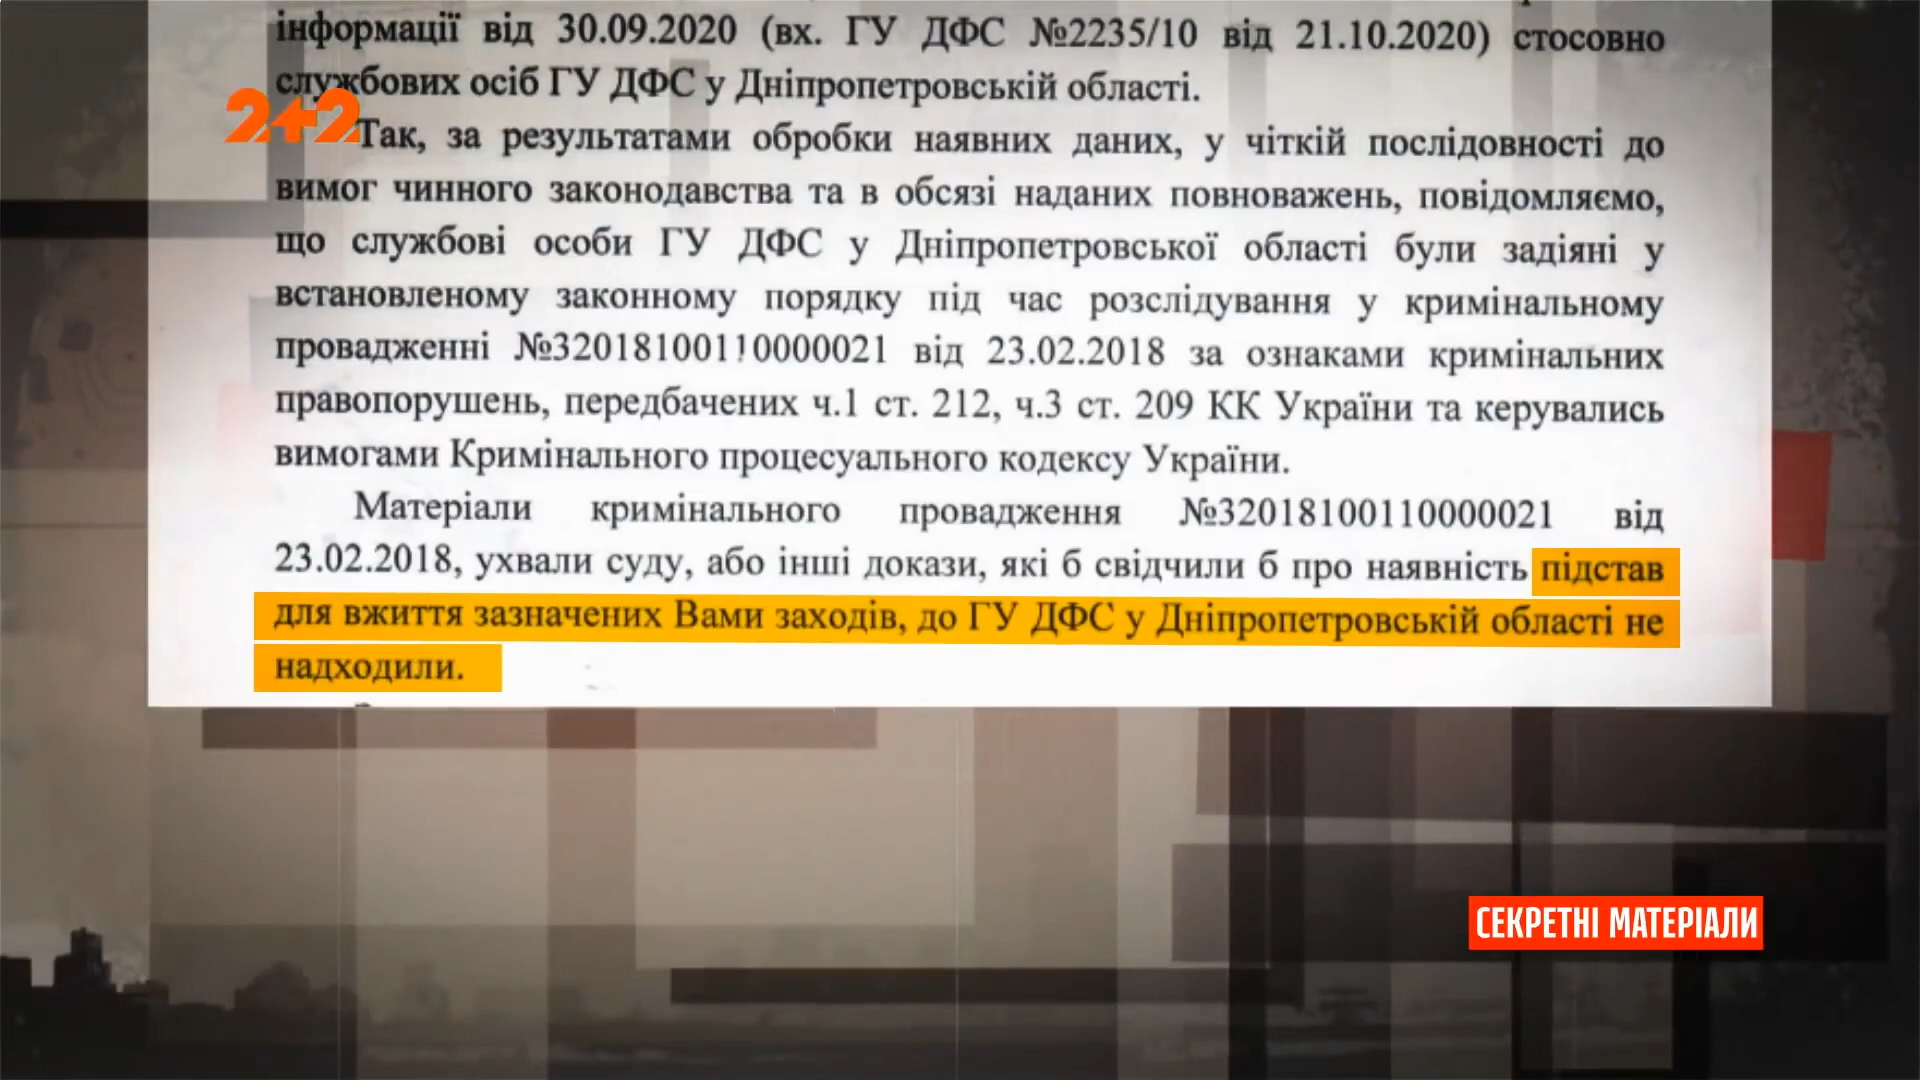 інформації від 30.09.2020 (вх. ГУ ДФС №2235/10 від 21.10.2020) стосовно
службових осіб ГУ ДФС у Дніпропетровській області.
2+2
Так, за результатами обробки наявних даних, у чіткій послідовності до
вимог чинного законодавства та в обсязі наданих повноважень, повідомляємо,
що службові особи ГУ ДФС у Дніпропетровської області були задіяні у
встановленому законному порядку під час розслідування у кримінальному
провадженні №32018100110000021 від 23.02.2018 за ознаками кримінальних
правопорушень, передбачених ч.1 ст. 212, ч.3 ст. 209 КК України та керувались
вимогами Кримінального процесуального кодексу України.
Матеріали кримінального провадження №32018100110000021 від
23.02.2018, ухвали суду, або інші докази, які б свідчили б про наявність підстав
для вжиття зазначених Вами заходів, до ГУ ДФС у Дніпропетровській області не
надходили.
СЕКРЕТНІ МАТЕРІАЛИ